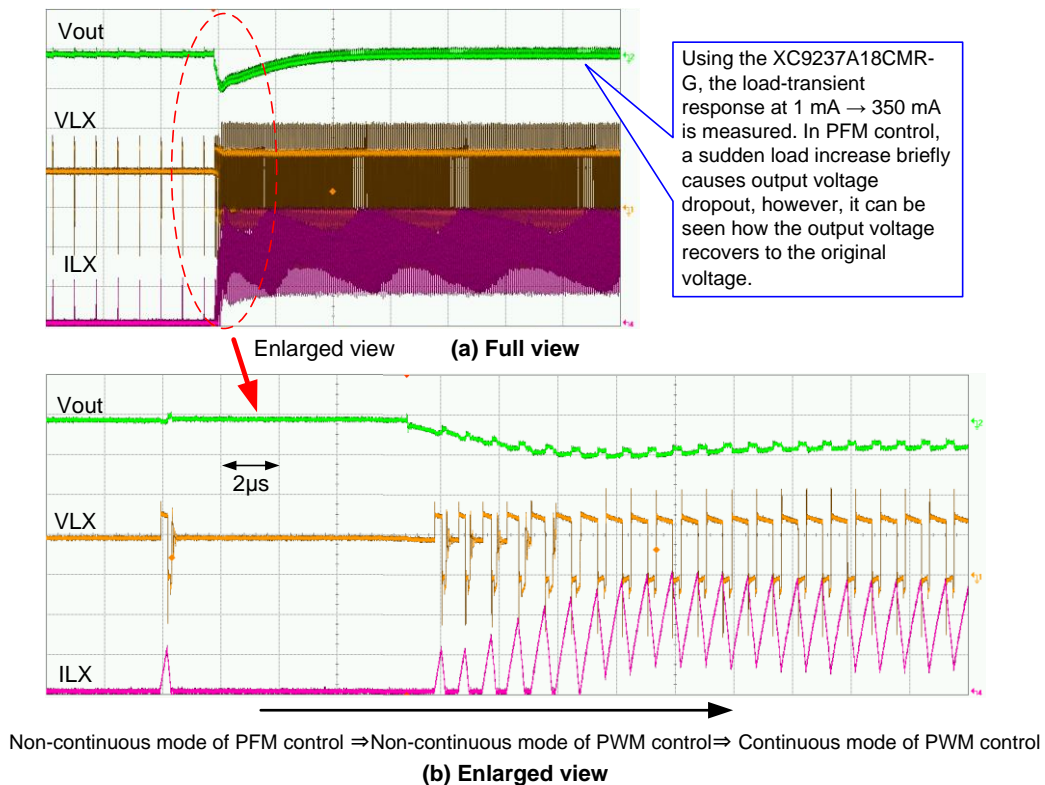 Vout
VLX
ILX
Using the XC9237A18CMR-
G, the load-transient
response at 1 mA → 350 mA
is measured. In PFM control,
a sudden load increase briefly
causes output voltage
dropout, however, it can be
seen how the output voltage
recovers to the original
voltage.
Enlarged view
(a) Full view
Vout
2μs
VLX
ILX
Non-continuous mode of PFM control ⇒Non-continuous mode of PWM control⇒ Continuous mode of PWM control
(b) Enlarged view